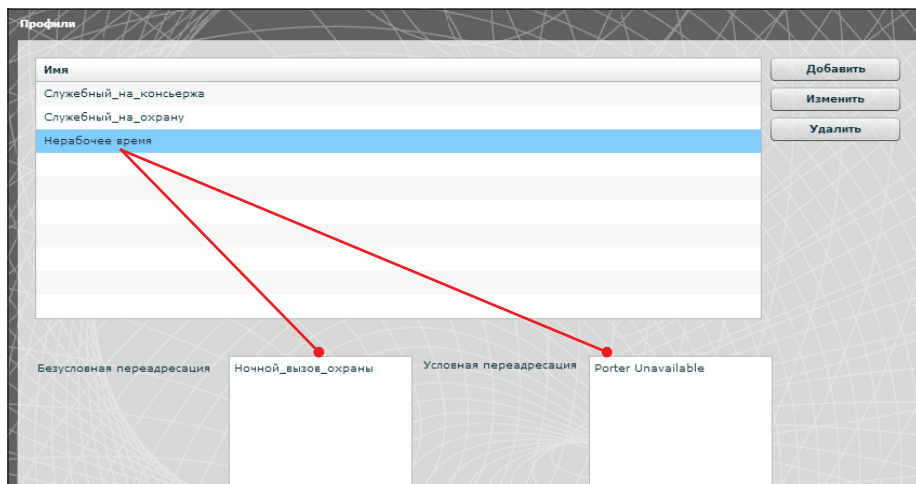 Профили
Имя
Служебный_на_консьержа
Служебный_на_охрану
Нерабочее время
Добавить
Изменить
Удалить
Безусловная переадресация
Ночной_вызов_охраны
Условная переадресация
Porter Unavailable